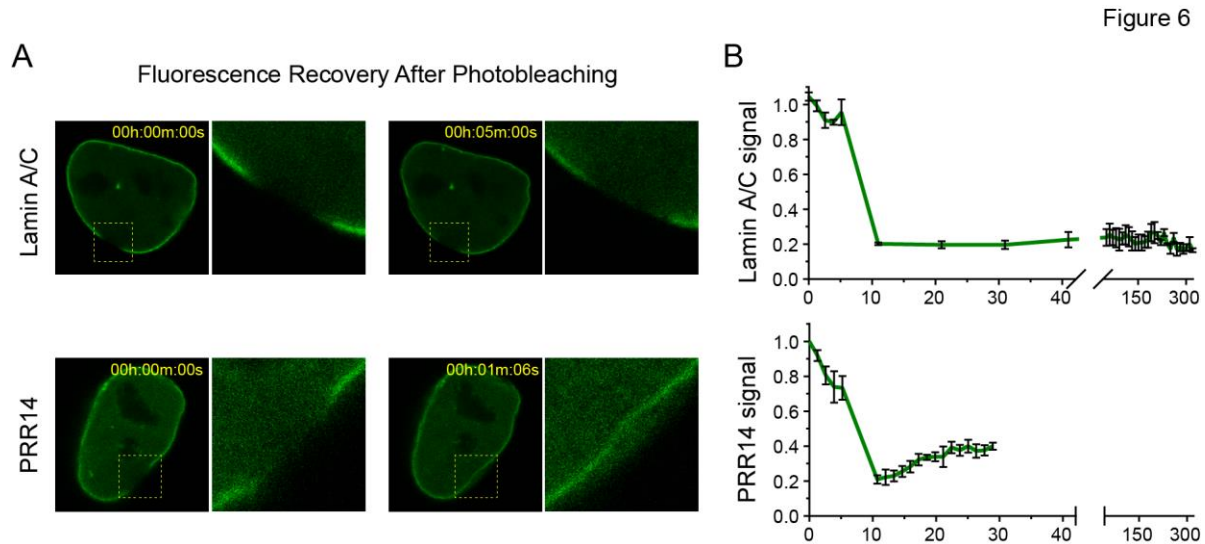 Figure 6
A
Fluorescence Recovery After Photobleaching
Lamin A/C
00h:00m:00s
00h:05m:00s
PRR14
00h:00m:00s
00h:01m:06s
B
Lamin A/C signal
1.0
0.8
0.6
0.4
0.2
0.0
0 10 20 30 40 150 300
PRR14 signal
1.0
0.8
0.6
0.4
0.2
0.0
0 10 20 30 40 150 300